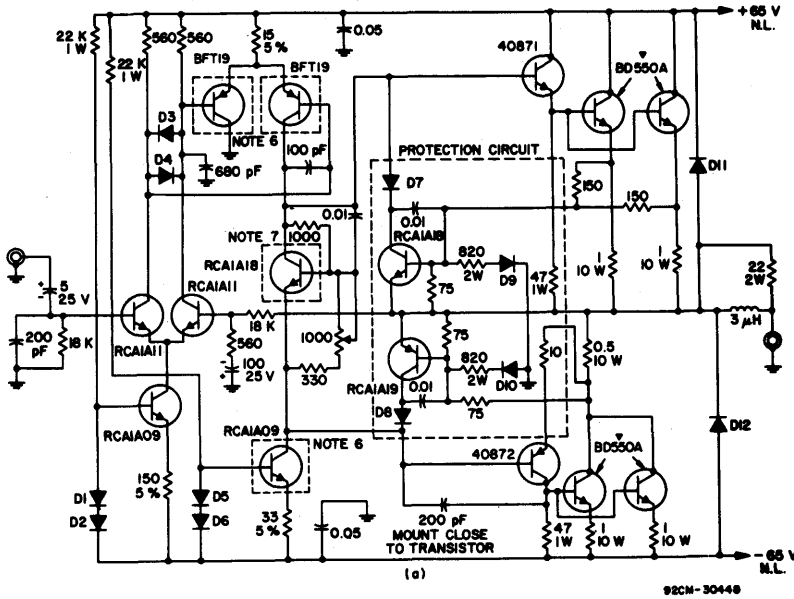 +65 V
N.L.
22 K
1 W
560
560
22 K
1W
15
5 %
0.05
BFT19
BFT19
40871
BD550A
D3
D4
NOTE 6
680 pF
100 pF
PROTECTION CIRCUIT
D7
0.01
150
150
D11
0.01
1000
NOTE 7
RCA1A18
RCA1A18
820
2W
D9
47
1W
1
10 W
1
10 W
22
2W
75
5
25 V
RCA1A11
RCA1A11
18 K
1000
75
3 μH
200
pF
18 K
560
100
25 V
330
820
2W
D10
10
0.5
10 W
RCA1A19
0.01
75
D8
RCA1A09
RCA1A09
NOTE 6
40872
BD550A
D12
D1
D2
150
5 %
D5
D6
33
5 %
0.05
200 pF
MOUNT CLOSE
TO TRANSISTOR
47
1W
1
10 W
1
10 W
-65 V
N.L.
(a)
92CM-30448